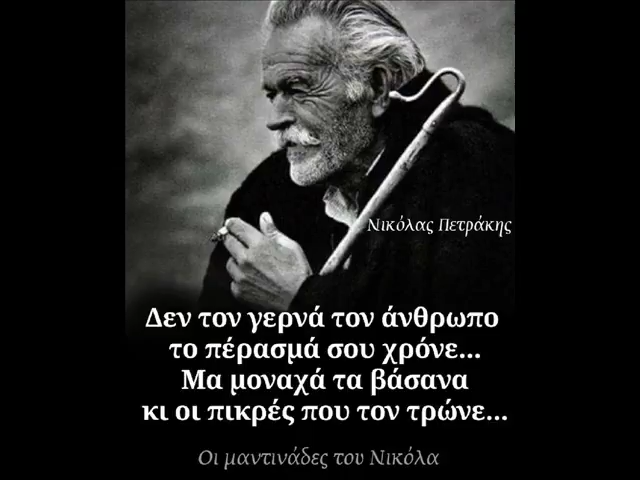 Νικόλας Πετράκης
Δεν τον γερνά τον άνθρωπο
το πέρασμά σου χρόνε...
Μα μοναχά τα βάσανα
κι οι πικρές που τον τρώνε...
Οι μαντινάδες του Νικόλα